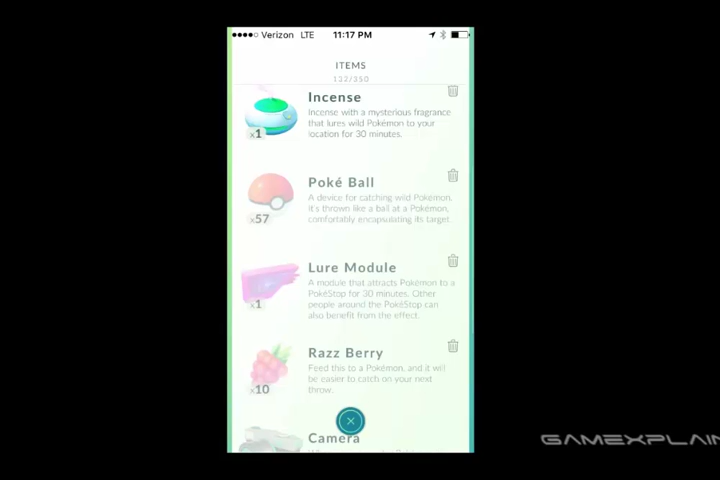 Verizon LTE 11:17 PM
ITEMS
132/350
Incense
Incense with a mysterious fragrance
that lures wild Pokémon to your
location for 30 minutes.
x1
Poké Ball
A device for catching wild Pokémon.
It's thrown like a ball at a Pokémon,
comfortably encapsulating its target.
x57
Lure Module
A module that attracts Pokémon to a
PokéStop for 30 minutes. Other
people around the PokéStop can
also benefit from the effect.
x1
Razz Berry
Feed this to a Pokémon, and it will
be easier to catch on your next
throw.
x10
Camera
GAMEXPLAIN